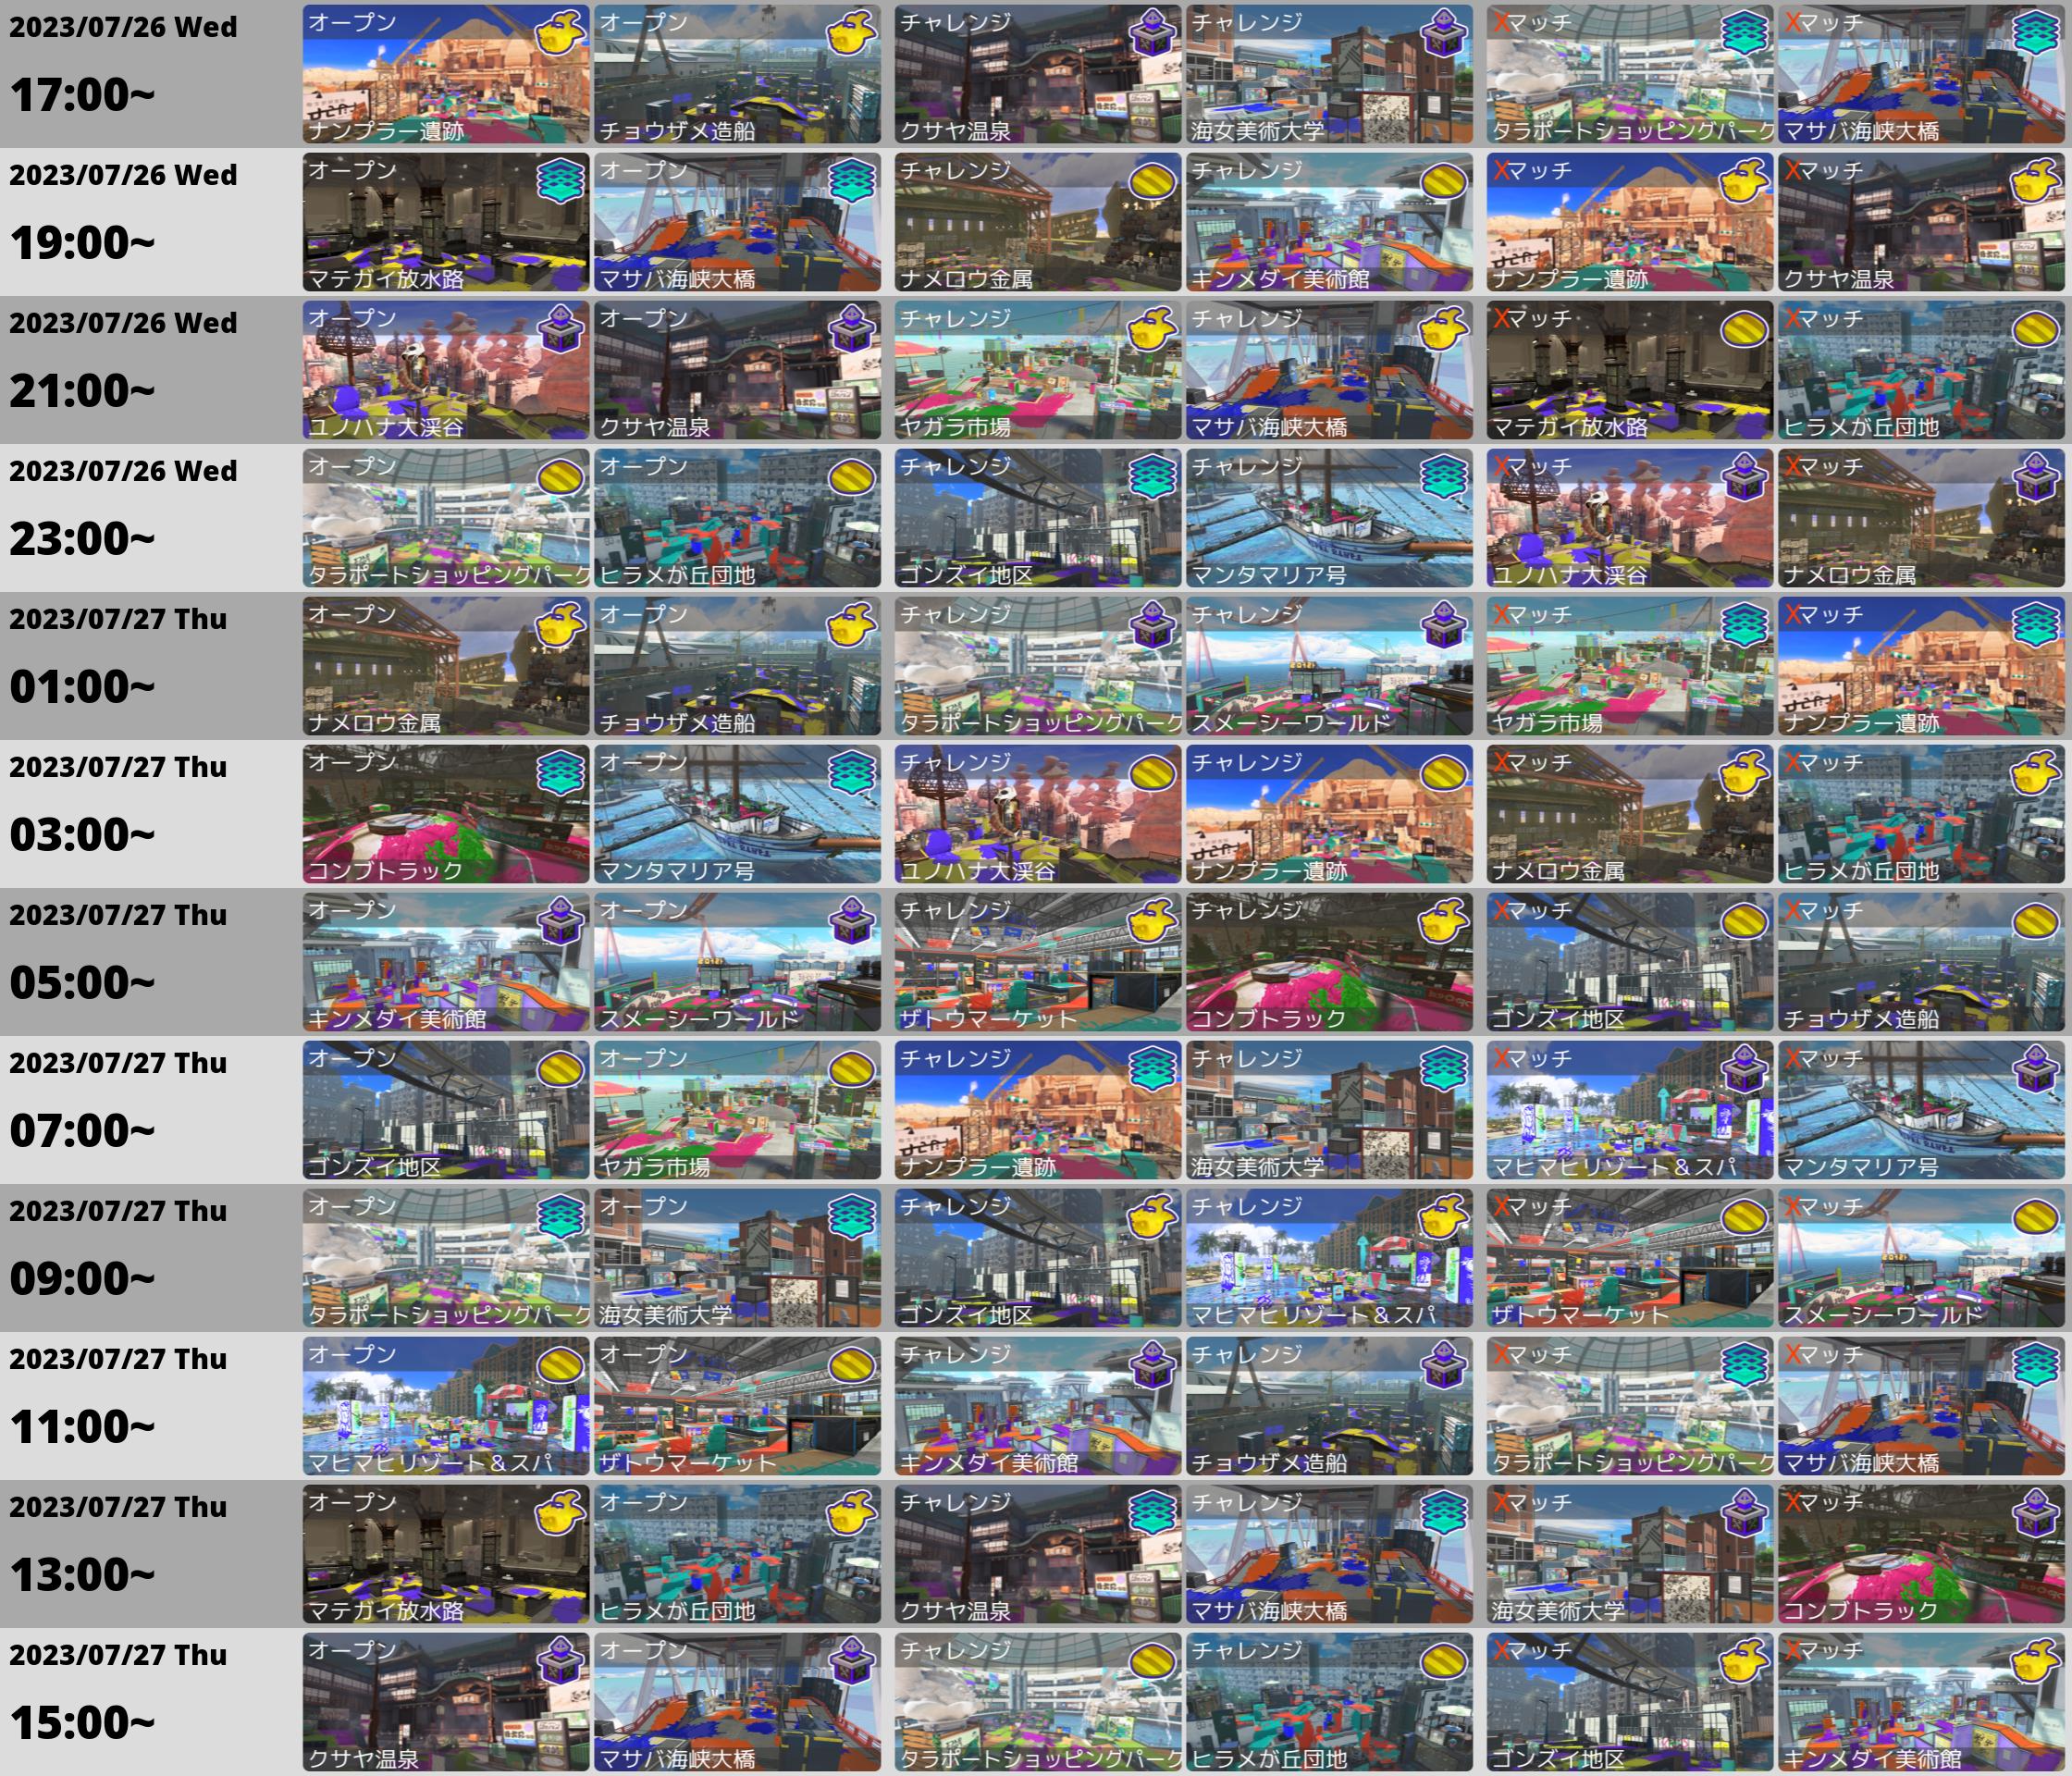 2023/07/26 Wed
17:00~
オープン オープン チャレンジ チャレンジ Xマッチ Xマッチ
ナンプラー遺跡 チョウザメ造船 クサヤ温泉 海女美術大学 タラポートショッピングパーク マサバ海峡大橋
2023/07/26 Wed
19:00~
オープン オープン チャレンジ チャレンジ Xマッチ Xマッチ
マテガイ放水路 マサバ海峡大橋 ナメロウ金属 キンメダイ美術館 ナンプラー遺跡 クサヤ温泉
2023/07/26 Wed
21:00~
オープン オープン チャレンジ チャレンジ Xマッチ Xマッチ
ユノハナ大渓谷 クサヤ温泉 ヤガラ市場 マサバ海峡大橋 マテガイ放水路 ヒラメが丘団地
2023/07/26 Wed
23:00~
オープン オープン チャレンジ チャレンジ Xマッチ Xマッチ
タラポートショッピングパーク ヒラメが丘団地 ゴンズイ地区 マンタマリア号 ユノハナ大渓谷 ナメロウ金属
2023/07/27 Thu
01:00~
オープン オープン チャレンジ チャレンジ Xマッチ Xマッチ
ナメロウ金属 チョウザメ造船 タラポートショッピングパーク スメーシーワールド ヤガラ市場 ナンプラー遺跡
2023/07/27 Thu
03:00~
オープン オープン チャレンジ チャレンジ Xマッチ Xマッチ
コンブトラック マンタマリア号 ユノハナ大渓谷 ナンプラー遺跡 ナメロウ金属 ヒラメが丘団地
2023/07/27 Thu
05:00~
オープン オープン チャレンジ チャレンジ Xマッチ Xマッチ
キンメダイ美術館 スメーシーワールド ザトウマーケット コンブトラック ゴンズイ地区 チョウザメ造船
2023/07/27 Thu
07:00~
オープン オープン チャレンジ チャレンジ Xマッチ Xマッチ
ゴンズイ地区 ヤガラ市場 ナンプラー遺跡 海女美術大学 マヒマヒリゾート＆スパ マンタマリア号
2023/07/27 Thu
09:00~
オープン オープン チャレンジ チャレンジ Xマッチ Xマッチ
タラポートショッピングパーク 海女美術大学 ゴンズイ地区 マヒマヒリゾート＆スパ ザトウマーケット スメーシーワールド
2023/07/27 Thu
11:00~
オープン オープン チャレンジ チャレンジ Xマッチ Xマッチ
マヒマヒリゾート＆スパ ザトウマーケット キンメダイ美術館 チョウザメ造船 タラポートショッピングパーク マサバ海峡大橋
2023/07/27 Thu
13:00~
オープン オープン チャレンジ チャレンジ Xマッチ Xマッチ
マテガイ放水路 ヒラメが丘団地 クサヤ温泉 マサバ海峡大橋 海女美術大学 コンブトラック
2023/07/27 Thu
15:00~
オープン オープン チャレンジ チャレンジ Xマッチ Xマッチ
クサヤ温泉 マサバ海峡大橋 タラポートショッピングパーク ヒラメが丘団地 ゴンズイ地区 キンメダイ美術館